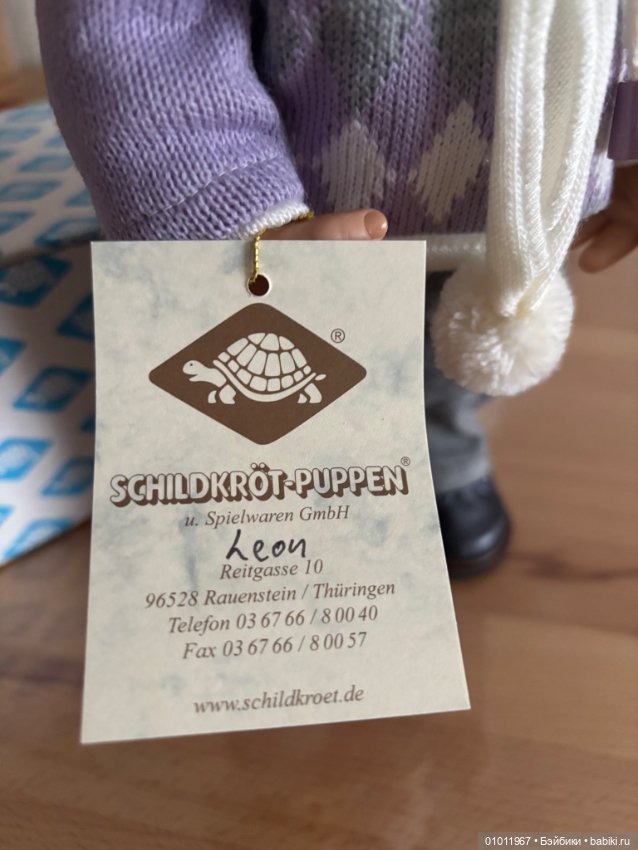 ®
SCHILDKRÖT-PUPPEN®
u. Spielwaren GmbH
Leon
Reitgasse 10
96528 Rauenstein / Thüringen
Telefon 03 67 66 / 8 00 40
Fax 03 67 66 / 8 00 57
www.schildkroet.de
01011967 • Бэйбики • babiki.ru